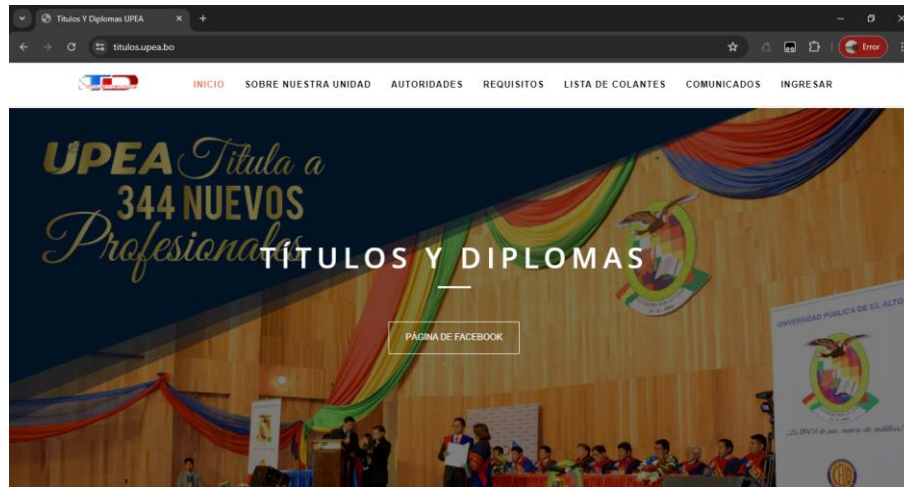 Titulos Y Diplomas UPEA
titulos.upea.bo
Error
INICIO SOBRE NUESTRA UNIDAD AUTORIDADES REQUISITOS LISTA DE COLANTES COMUNICADOS INGRESAR
UPEA Titula a
344 NUEVOS
Profesionales
TÍTULOS Y DIPLOMAS
PÁGINA DE FACEBOOK
UNIVERSIDAD PÚBLICA DE EL ALTO